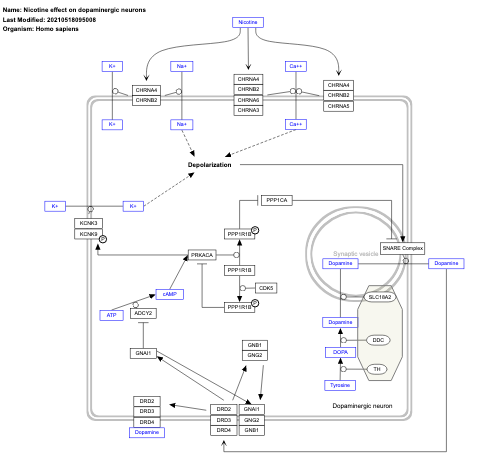 Name: Nicotine effect on dopaminergic neurons
Last Modified: 20210518095008
Organism: Homo sapiens
Nicotine
K+
Na+
Ca++
CHRNA4
CHRNB2
CHRNA4
CHRNB2
CHRNA6
CHRNA3
CHRNA4
CHRNB2
CHRNA5
K+
Na+
Ca++
Depolarization
K+
K+
KCNK3
KCNK9
P
PPP1CA
PPP1R1B
P
PRKACA
PPP1R1B
CDK5
PPP1R1B
P
Synaptic vesicle
SNARE Complex
Dopamine
Dopamine
cAMP
ATP
ADCY2
GNAI1
SLC18A2
Dopamine
DDC
DOPA
TH
Tyrosine
GNB1
GNG2
DRD2
DRD3
DRD4
Dopamine
DRD2
DRD3
DRD4
GNAI1
GNG2
GNB1
Dopaminergic neuron